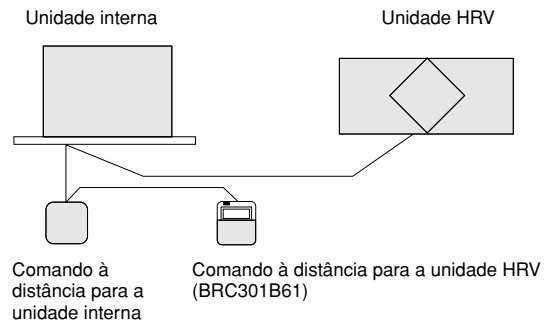 Unidade interna
Unidade HRV
Comando à
distância para a
unidade interna
Comando à distância para a unidade HRV
(BRC301B61)